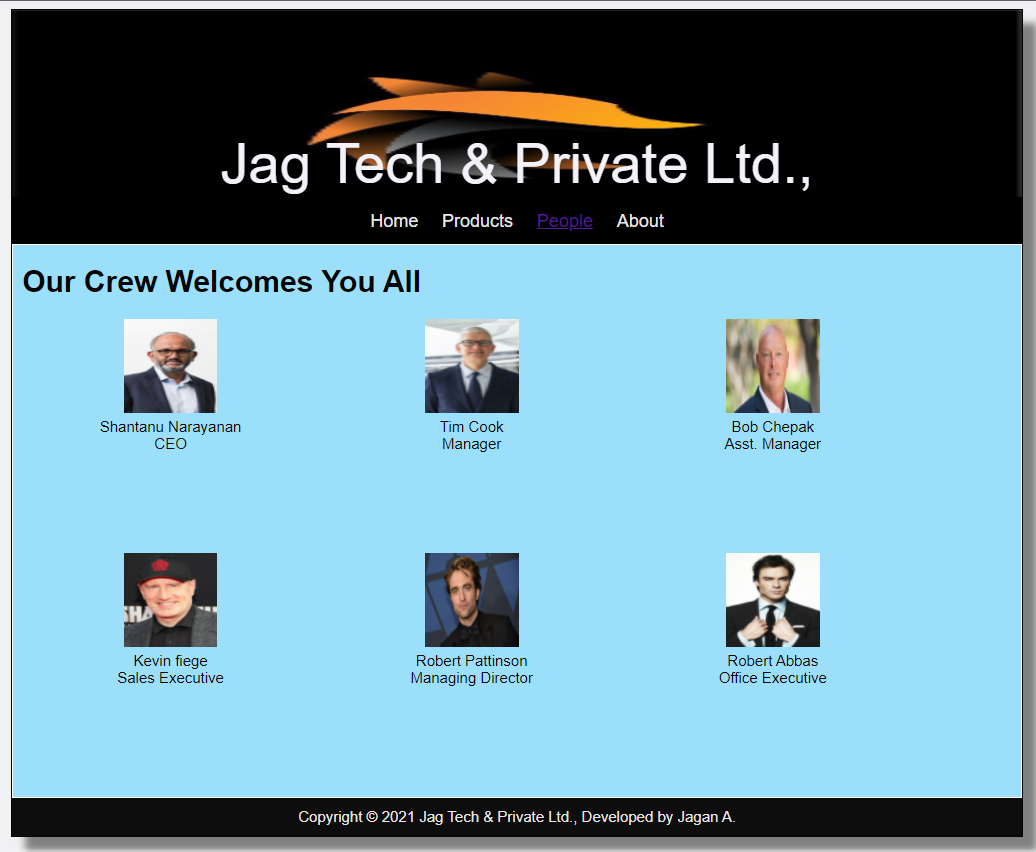 Jag Tech & Private Ltd.,
Home Products People About
Our Crew Welcomes You All
Shantanu Narayanan Tim Cook Bob Chepak
CEO Manager Asst. Manager
Kevin fiege Robert Pattinson Robert Abbas
Sales Executive Managing Director Office Executive
Copyright © 2021 Jag Tech & Private Ltd., Developed by Jagan A.